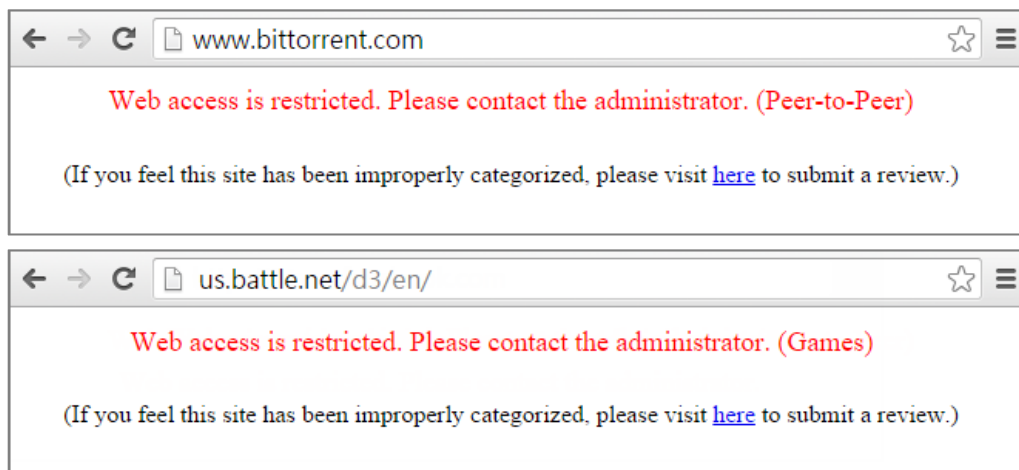 www.bittorrent.com
Web access is restricted. Please contact the administrator. (Peer-to-Peer)
(If you feel this site has been improperly categorized, please visit here to submit a review.)
us.battle.net/d3/en/
Web access is restricted. Please contact the administrator. (Games)
(If you feel this site has been improperly categorized, please visit here to submit a review.)